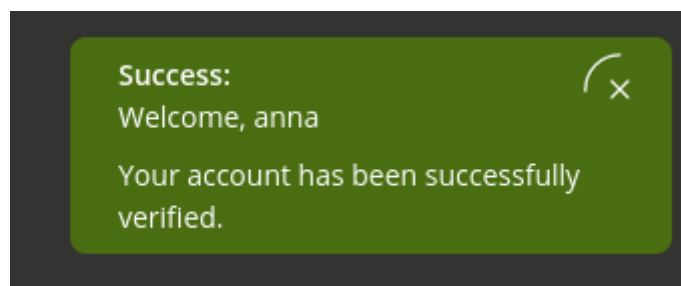 Success:
Welcome, anna
Your account has been successfully
verified.